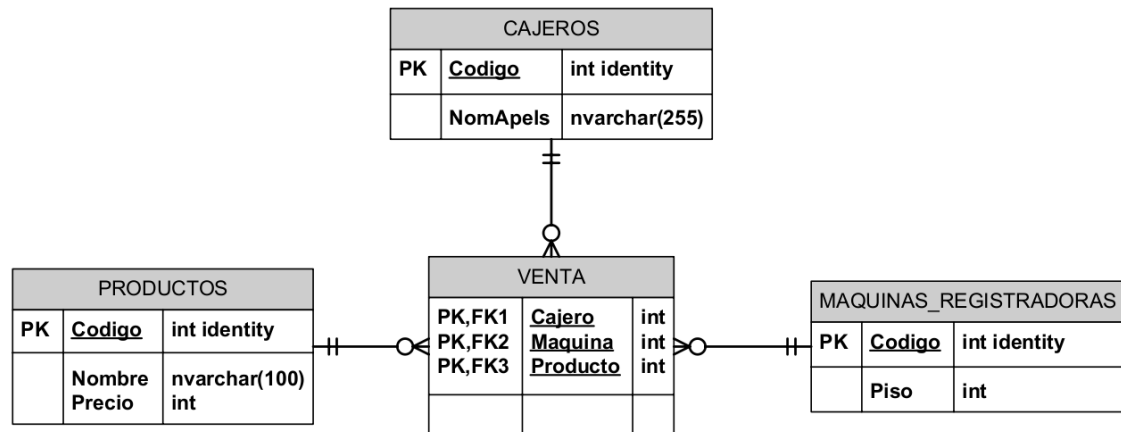 CAJEROS
PK Codigo int identity
NomApels nvarchar(255)
PRODUCTOS
PK Codigo int identity
Nombre nvarchar(100)
Precio int
VENTA
PK,FK1 Cajero int
PK,FK2 Maquina int
PK,FK3 Producto int
MAQUINAS_REGISTRADORAS
PK Codigo int identity
Piso int